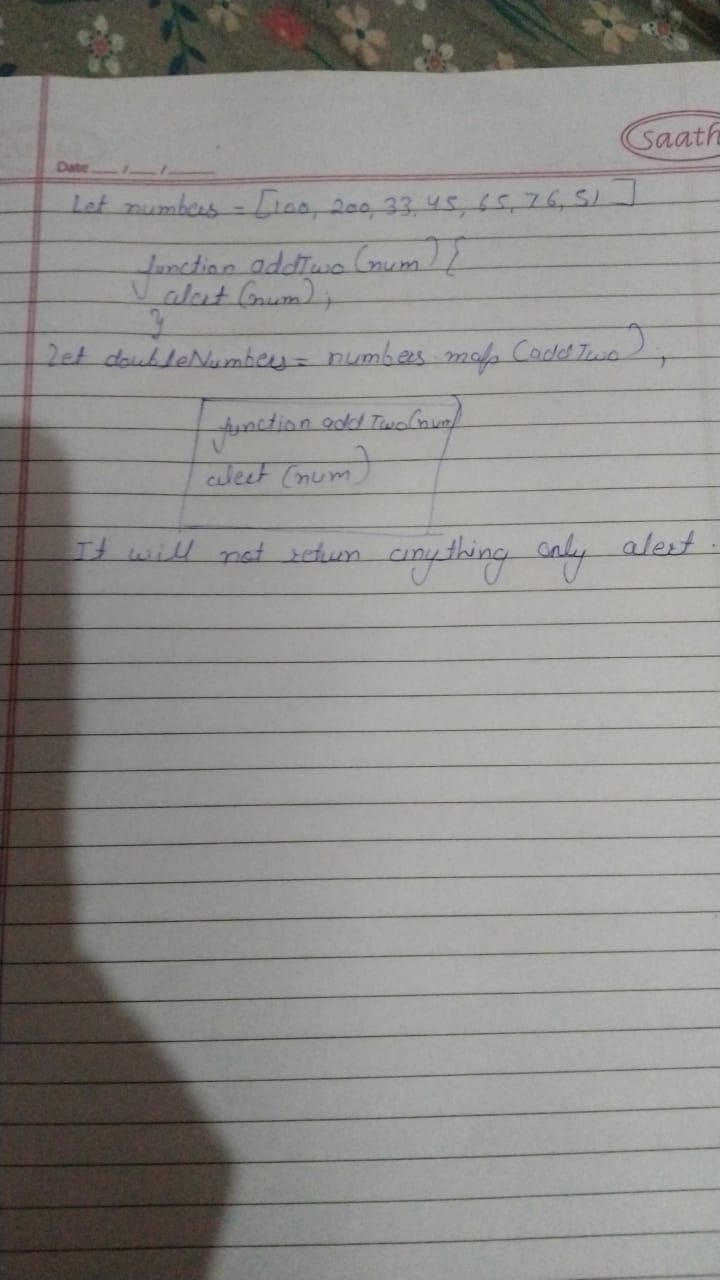 saath
Date __/__/____
Let numbers = [100, 200, 33, 45, 65, 76, 51]
function addTwo (num) {
alert (num);
}
let doubleNumbers = numbers.map (addTwo);
function addTwo(num)
alert (num)
It will not return anything only alert.